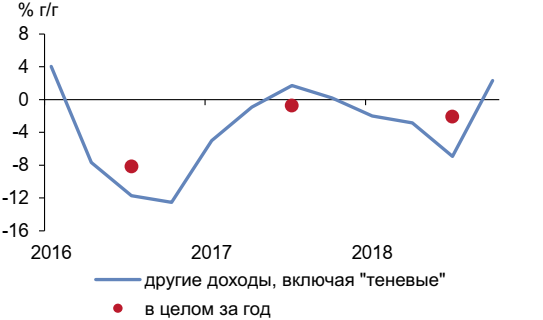 % г/г
8
4
0
-4
-8
-12
-16
2016 2017 2018
другие доходы, включая "теневые"
в целом за год